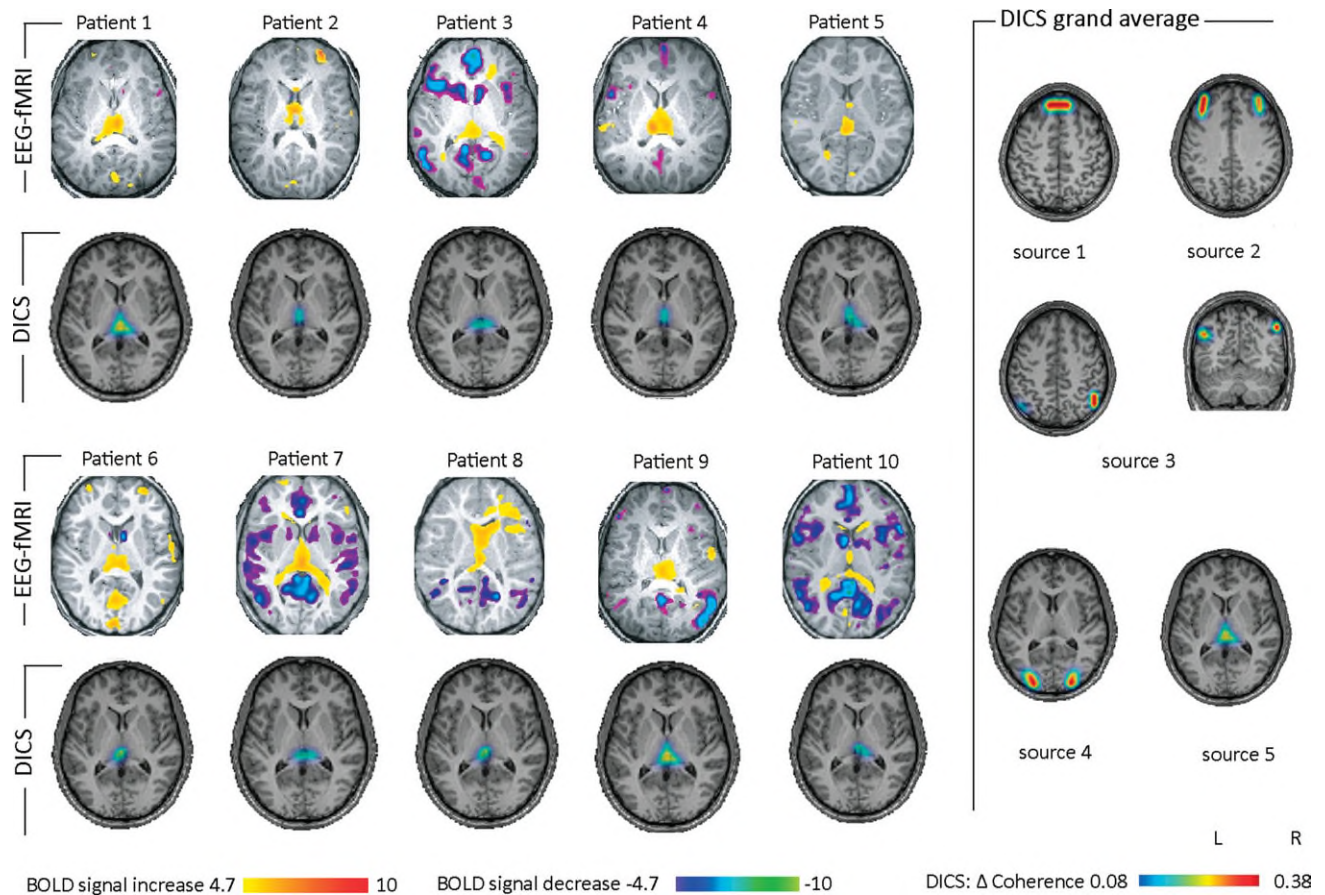 Patient 1 Patient 2 Patient 3 Patient 4 Patient 5
DICS grand average
EEG-fMRI
source 1 source 2
DICS
source 3
Patient 6 Patient 7 Patient 8 Patient 9 Patient 10
EEG-fMRI
source 4 source 5
DICS
L R
BOLD signal increase 4.7 10 BOLD signal decrease -4.7 -10 DICS: Δ Coherence 0.08 0.38